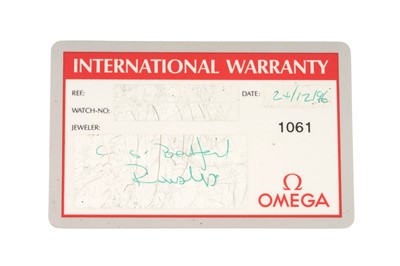 INTERNATIONAL WARRANTY
REF:
DATE: 24/12/96
WATCH-NO:
JEWELER:
1061
Ω
OMEGA